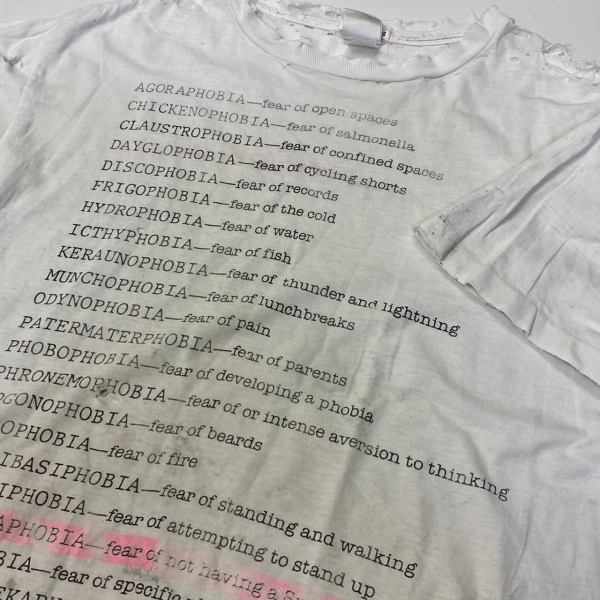 AGORAPHOBIA—fear of open spaces
CHICKENOPHOBIA—fear of salmonella
CLAUSTROPHOBIA—fear of confined spaces
DAYGLOPHOBIA—fear of cycling shorts
DISCOPHOBIA—fear of records
FRIGOPHOBIA—fear of the cold
HYDROPHOBIA—fear of water
ICTHYPHOBIA—fear of fish
KERAUNOPHOBIA—fear of thunder and lightning
MUNCHOPHOBIA—fear of lunchbreaks
ODYNOPHOBIA—fear of pain
PATERMATERPHOBIA—fear of parents
PHOBOPHOBIA—fear of developing a phobia
PHRONEMOPHOBIA—fear of or intense aversion to thinking
OGONOPHOBIA—fear of beards
OPHOBIA—fear of fire
IBASIPHOBIA—fear of standing and walking
IPHOBIA—fear of attempting to stand up
APHOBIA—fear of not having a
BIA—fear of specific